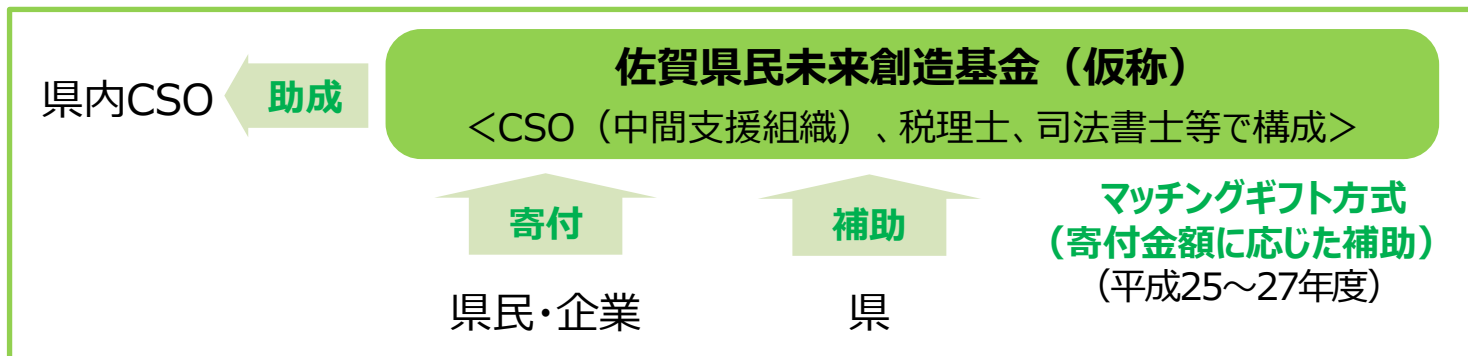 佐賀県民未来創造基金（仮称）
＜CSO（中間支援組織）、税理士、司法書士等で構成＞
県内CSO
助成
寄付
補助
マッチングギフト方式
（寄付金額に応じた補助）
（平成25～27年度）
県民・企業
県